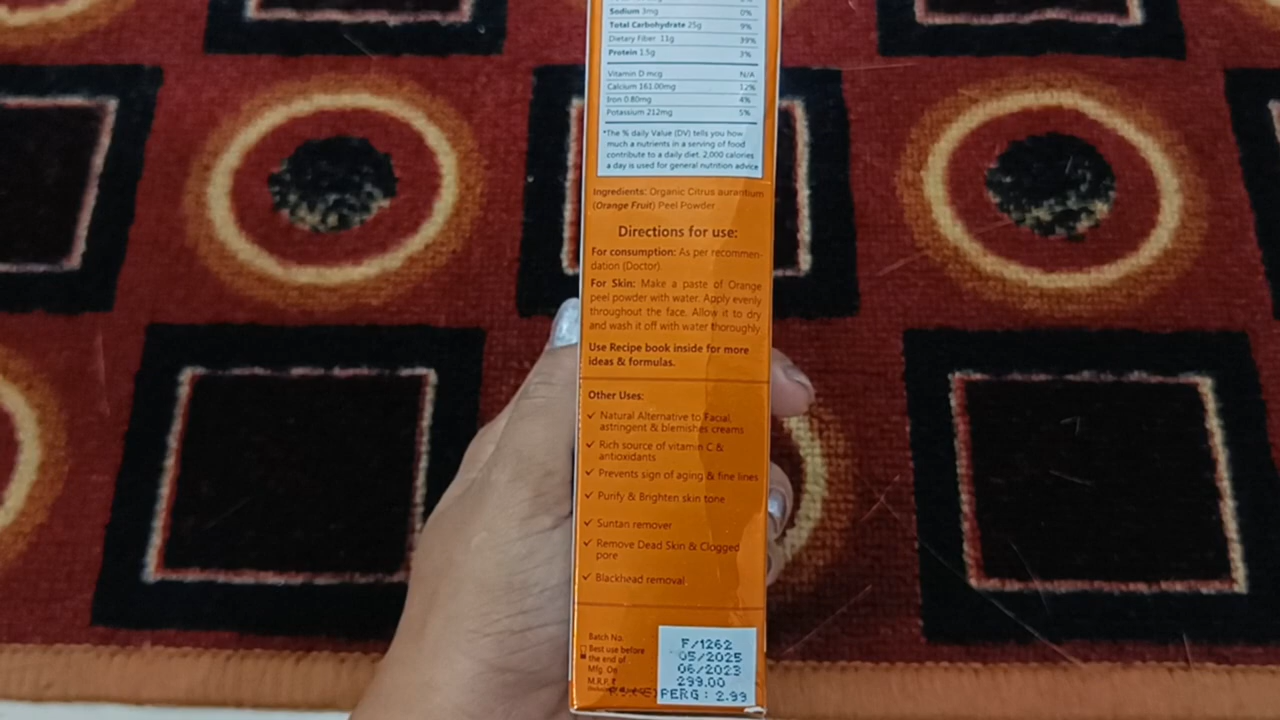 Sodium 3mg 0%
Total Carbohydrate 25g 9%
Dietary Fiber 11g 39%
Protein 1.5g 3%
Vitamin D mcg N/A
Calcium 161.00mg 12%
Iron 0.80mg 4%
Potassium 212mg 5%
*The % daily Value (DV) tells you how
much a nutrients in a serving of food
contribute to a daily diet. 2,000 calories
a day is used for general nutrition advice
Ingredients: Organic Citrus aurantium
(Orange Fruit) Peel Powder
Directions for use:
For consumption: As per recommen-
dation (Doctor).
For Skin: Make a paste of Orange
peel powder with water. Apply evenly
throughout the face. Allow it to dry
and wash it off with water thoroughly
Use Recipe book inside for more
ideas & formulas.
Other Uses:
✓ Natural Alternative to Facial,
astringent & blemishes creams
✓ Rich source of vitamin C &
antioxidants
✓ Prevents sign of aging & fine lines
✓ Purify & Brighten skin tone
✓ Suntan remover
✓ Remove Dead Skin & Clogged
pore
✓ Blackhead removal
Batch No. F/1262
Best use before
the end of 05/2025
Mfg. On 06/2023
M.R.P. ₹ 299.00
PERG: 2.99